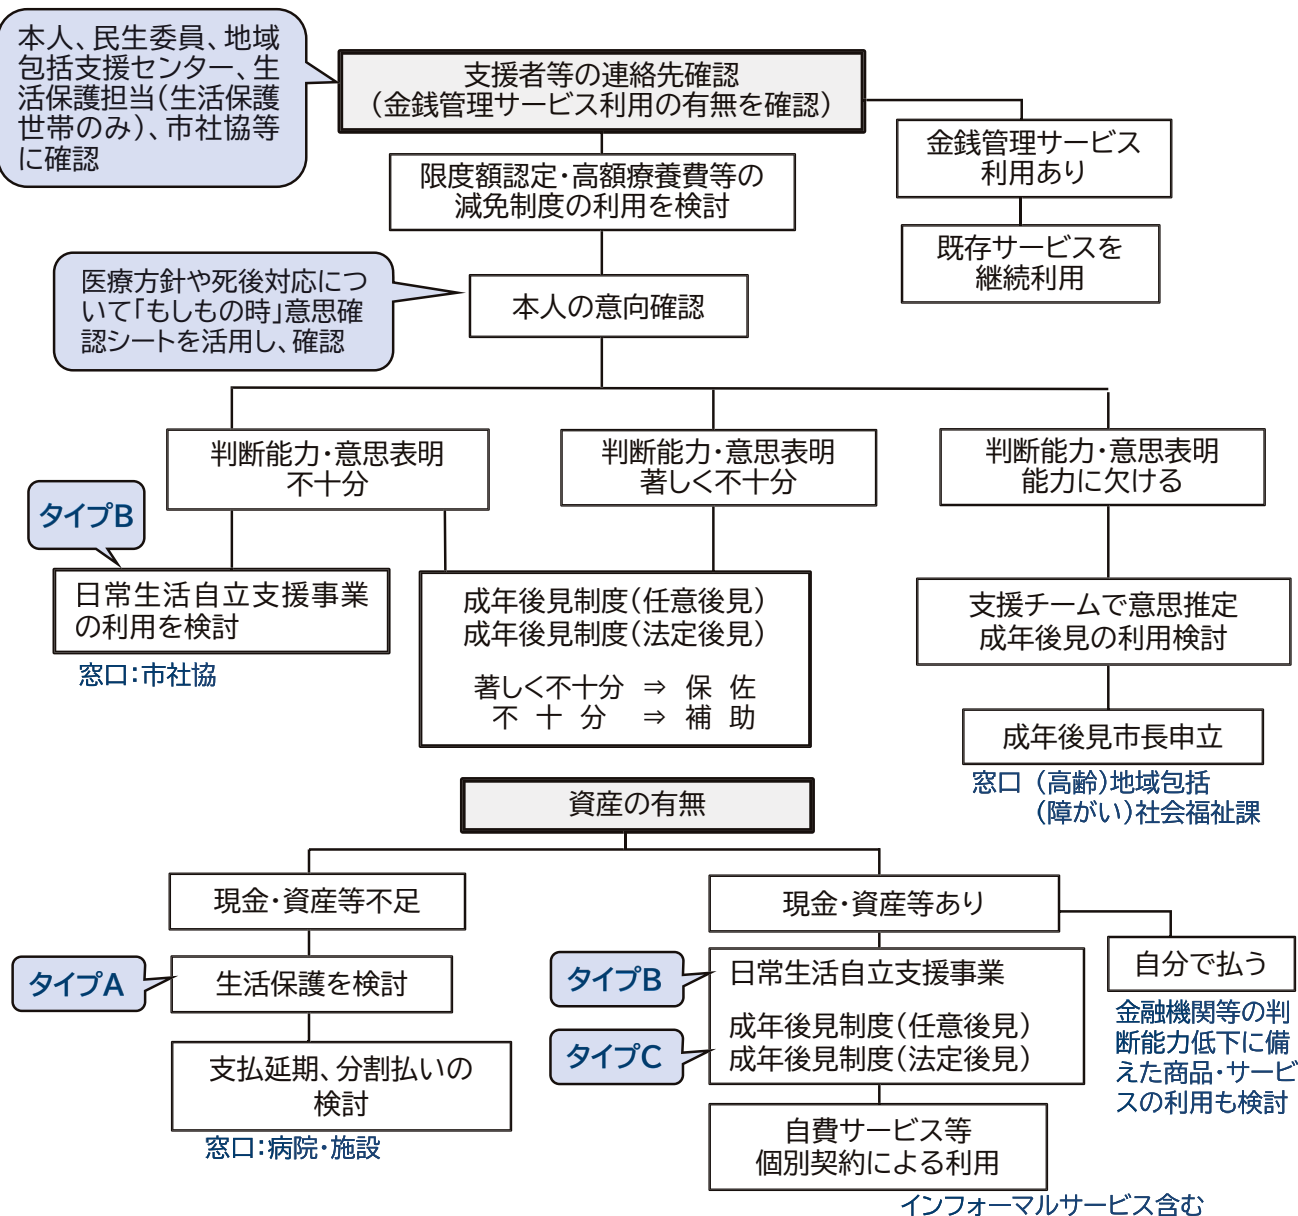 本人、民生委員、地域
包括支援センター、生
活保護担当(生活保護
世帯のみ)、市社協等
に確認
支援者等の連絡先確認
(金銭管理サービス利用の有無を確認)
金銭管理サービス
利用あり
限度額認定・高額療養費等の
減免制度の利用を検討
既存サービスを
継続利用
医療方針や死後対応につ
いて「もしもの時」意思確
認シートを活用し、確認
本人の意向確認
判断能力・意思表明
不十分
判断能力・意思表明
著しく不十分
判断能力・意思表明
能力に欠ける
タイプB
日常生活自立支援事業
の利用を検討
窓口:市社協
成年後見制度(任意後見)
成年後見制度(法定後見)
著しく不十分 ⇒ 保 佐
不 十 分 ⇒ 補 助
支援チームで意思推定
成年後見の利用検討
成年後見市長申立
窓口 (高齢)地域包括
(障がい)社会福祉課
資産の有無
現金・資産等不足
タイプA
生活保護を検討
支払延期、分割払いの
検討
窓口:病院・施設
現金・資産等あり
タイプB
日常生活自立支援事業
タイプC
成年後見制度(任意後見)
成年後見制度(法定後見)
自費サービス等
個別契約による利用
インフォーマルサービス含む
自分で払う
金融機関等の判
断能力低下に備
えた商品・サービ
スの利用も検討